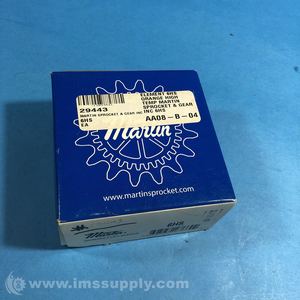 29443
MARTIN SPROCKET & GEAR INC
6HS
EA
ELEMENT 6HS
ORANGE HIGH
TEMP MARTIN
SPROCKET & GEAR
INC 6HS
AA08-B-04
Martin
www.martinsprocket.com
Martin
6HS
© www.imssupply.com